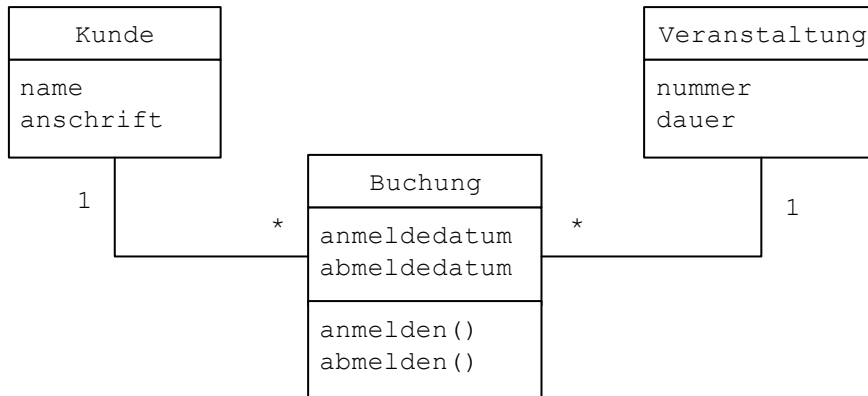 Kunde
name
anschrift
Veranstaltung
nummer
dauer
1
*
Buchung
anmeldedatum
abmeldedatum
anmelden()
abmelden()
*
1